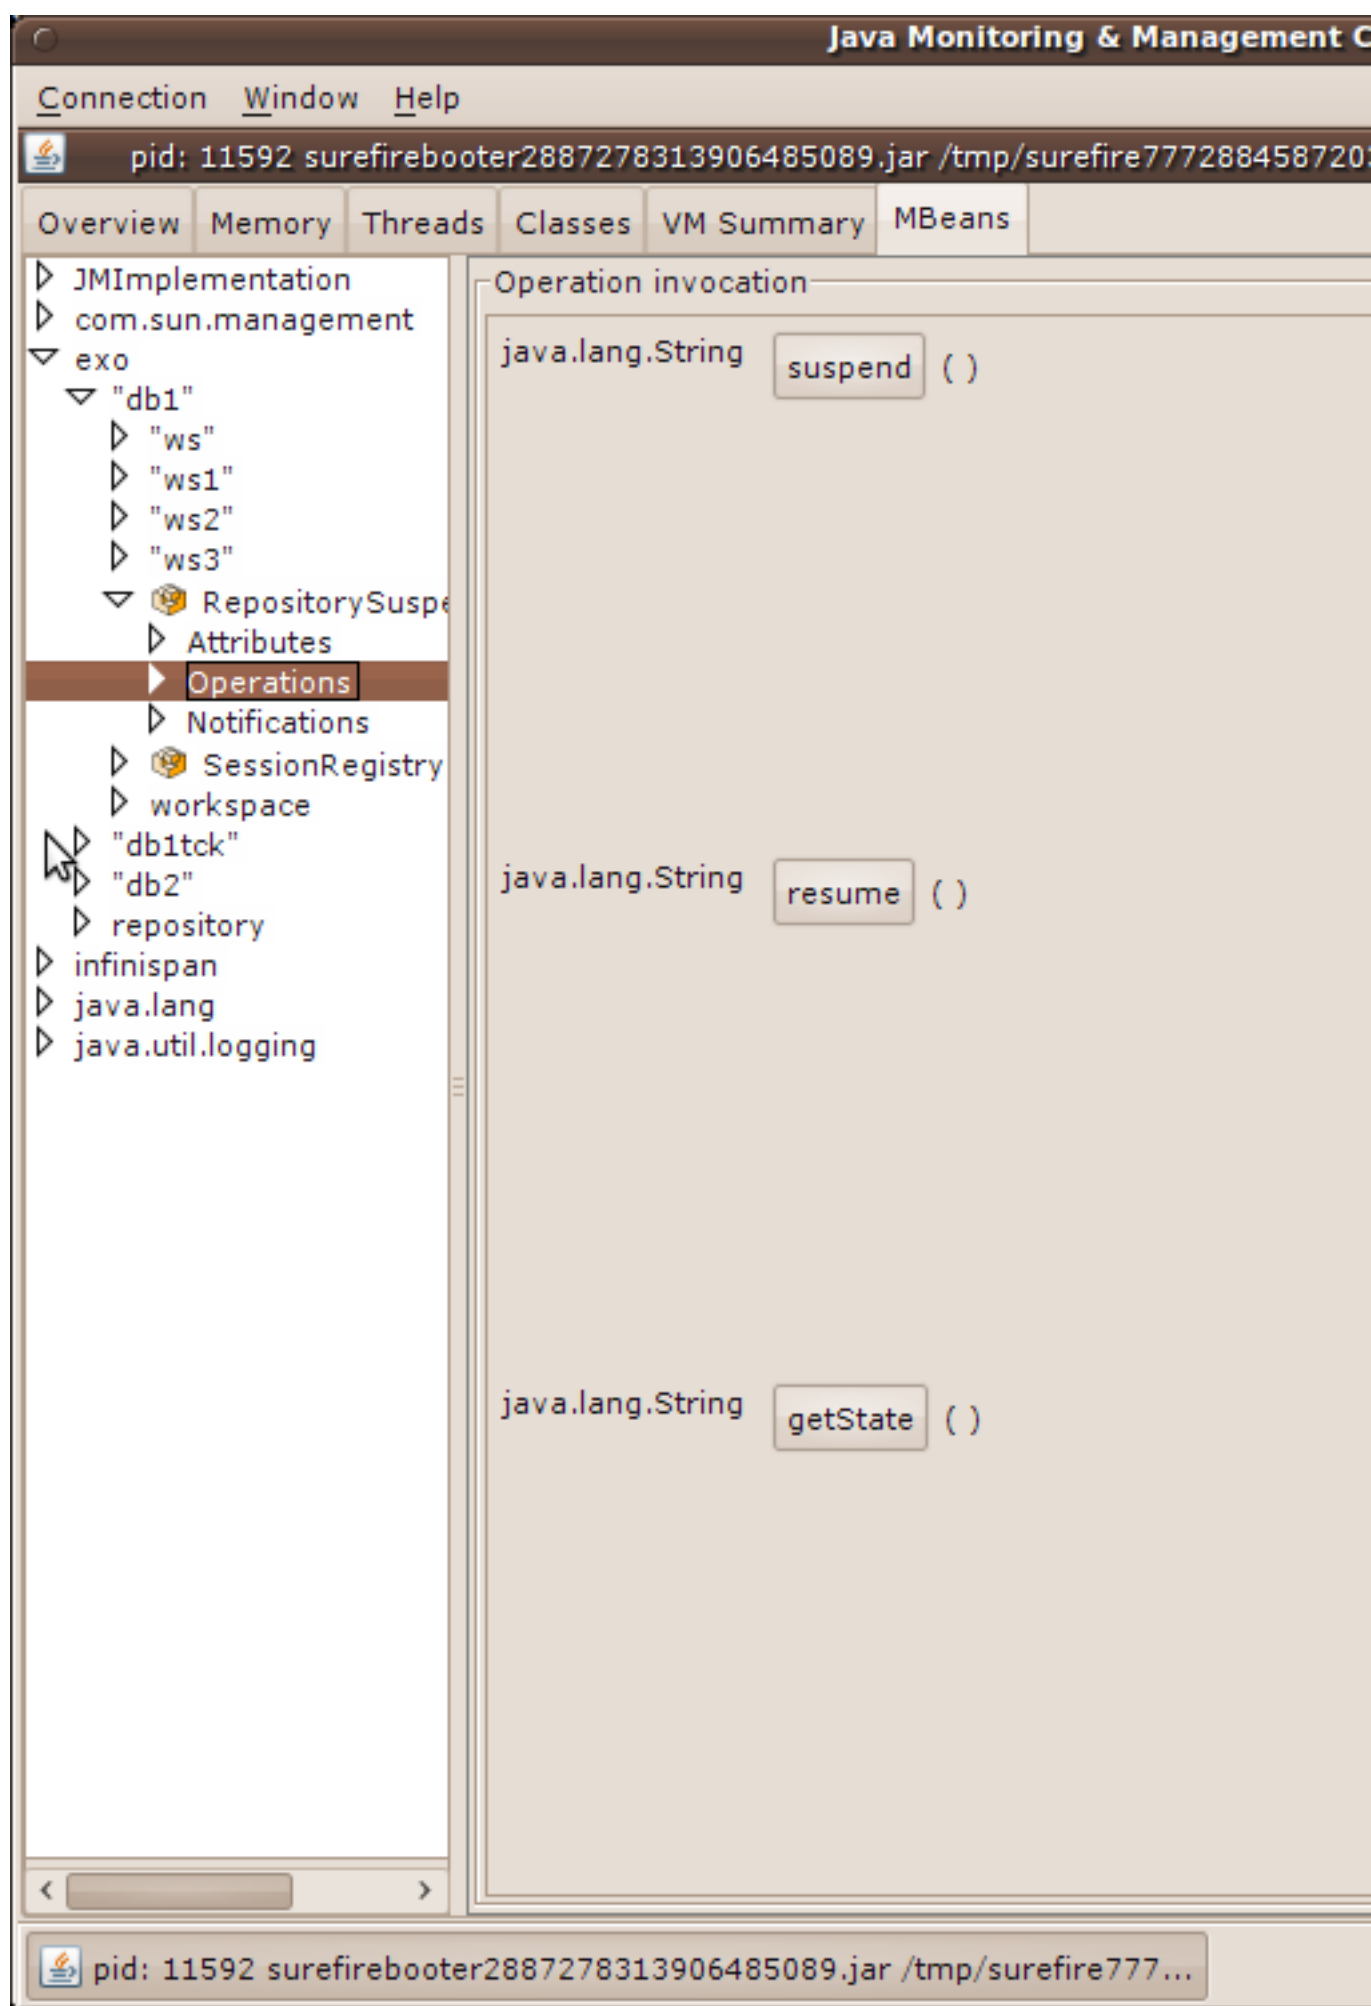 Java Monitoring & Management C
Connection Window Help
pid: 11592 surefirebooter2887278313906485089.jar /tmp/surefire777288458720
Overview Memory Threads Classes VM Summary MBeans
JMImplementation
com.sun.management
exo
"db1"
"ws"
"ws1"
"ws2"
"ws3"
RepositorySuspe
Attributes
Operations
Notifications
SessionRegistry
workspace
"db1tck"
"db2"
repository
infinispan
java.lang
java.util.logging
Operation invocation
java.lang.String suspend ( )
java.lang.String resume ( )
java.lang.String getState ( )
pid: 11592 surefirebooter2887278313906485089.jar /tmp/surefire777...